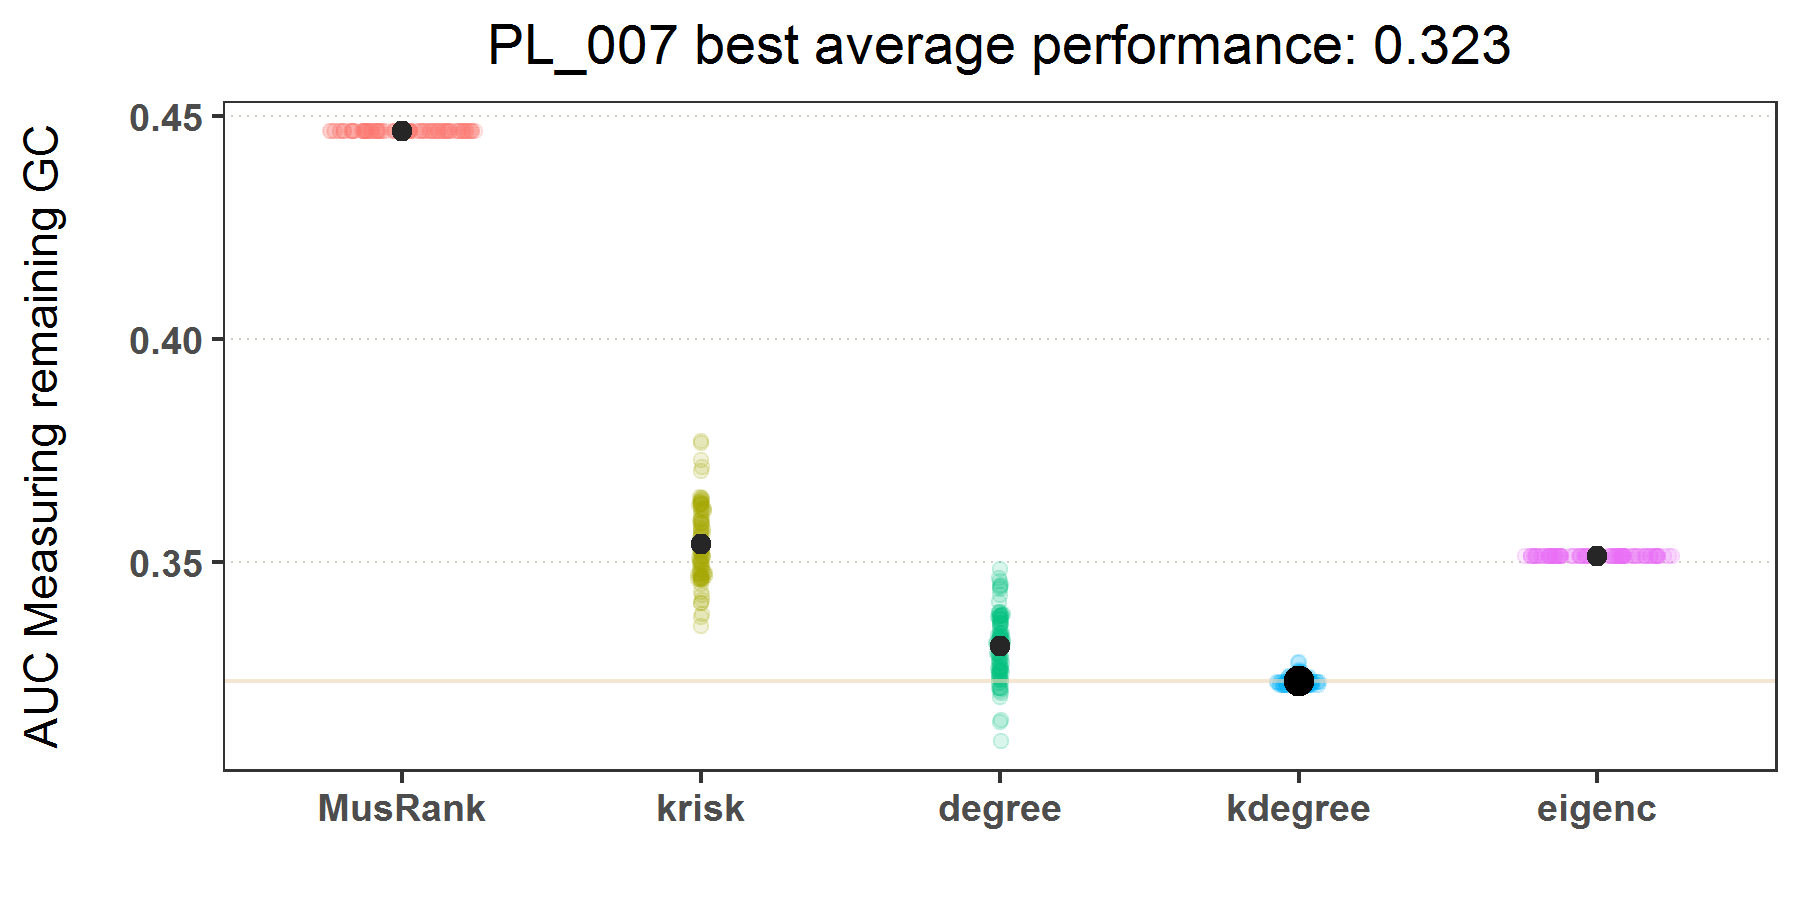 PL_007 best average performance: 0.323
AUC Measuring remaining GC
0.45
0.40
0.35
MusRank krisk degree kdegree eigenc